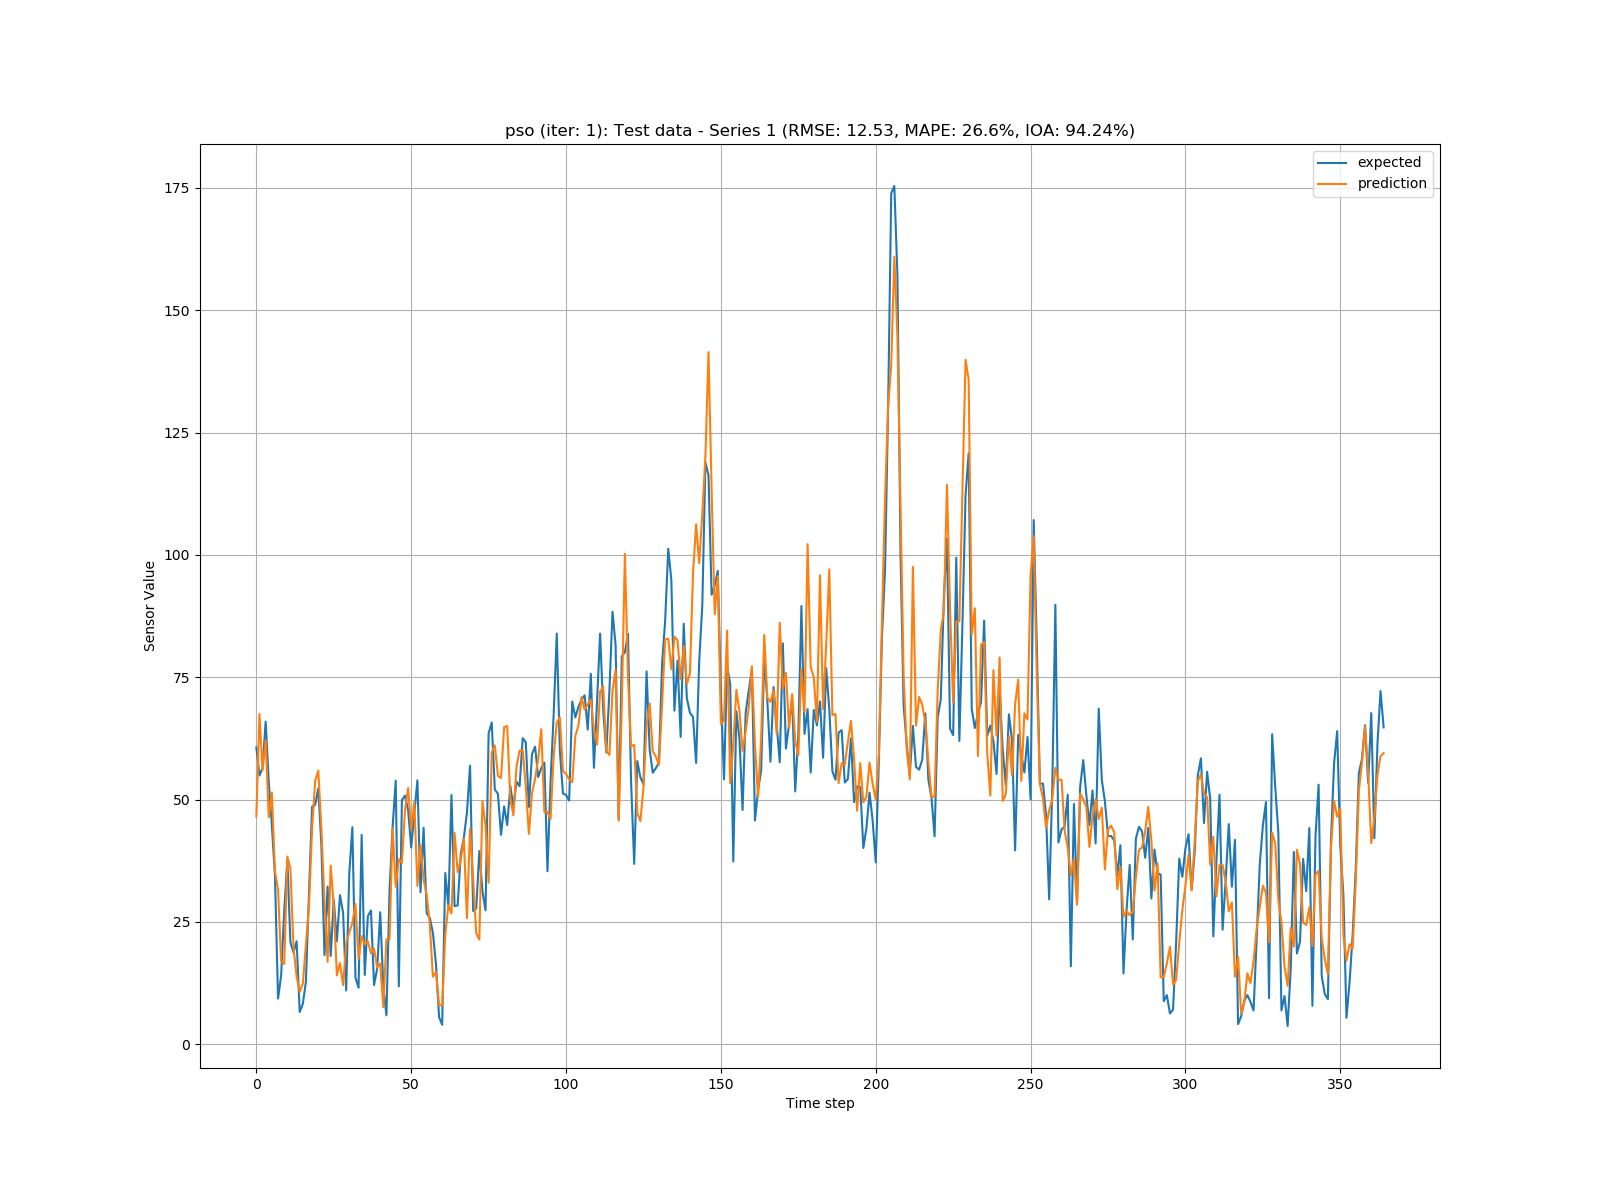 pso (iter: 1): Test data - Series 1 (RMSE: 12.53, MAPE: 26.6%, IOA: 94.24%)
expected
prediction
175
150
125
100
75
50
25
0
Sensor Value
0 50 100 150 200 250 300 350
Time step